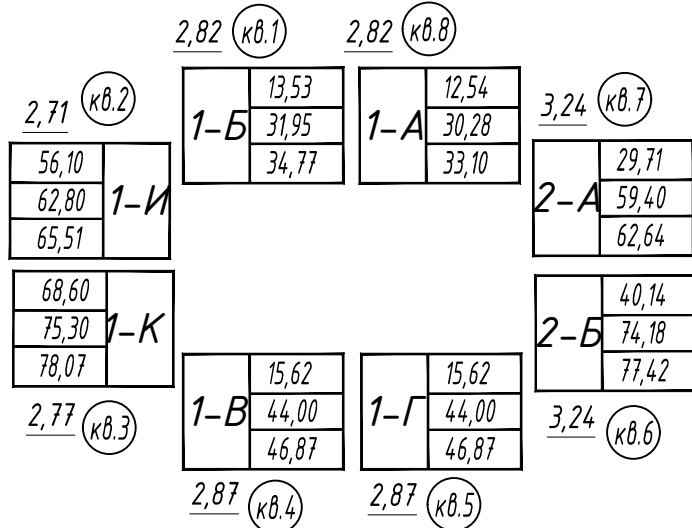 2,82 кв.1
13,53
1-Б 31,95
34,77
2,82 кв.8
12,54
1-А 30,28
33,10
2,71 кв.2
56,10
62,80 1-И
65,51
3,24 кв.7
29,71
2-А 59,40
62,64
68,60
75,30 1-К
78,07
2,77 кв.3
40,14
2-Б 74,18
77,42
3,24 кв.6
15,62
1-В 44,00
46,87
2,87 кв.4
15,62
1-Г 44,00
46,87
2,87 кв.5